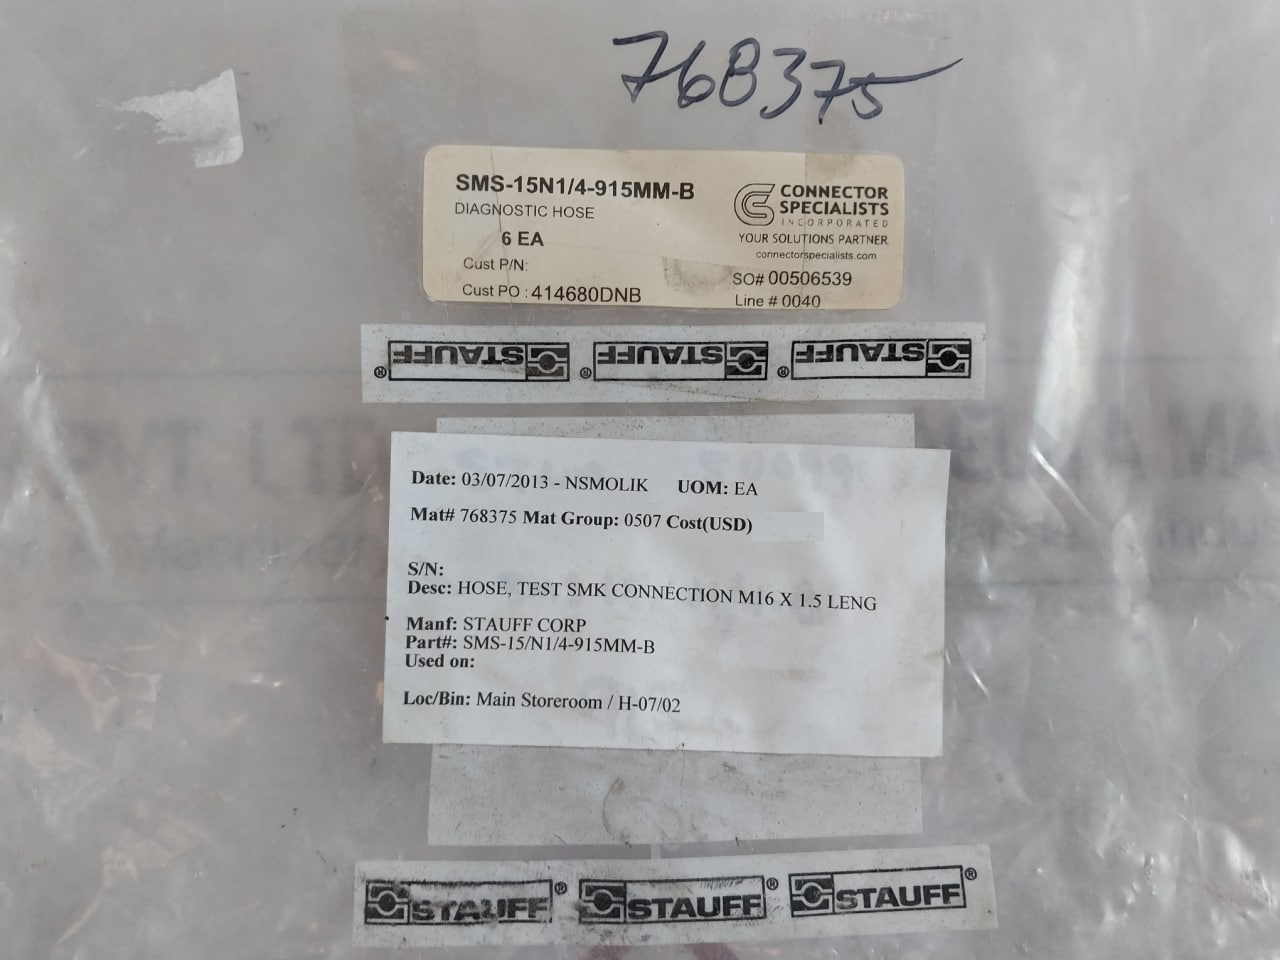 768375
SMS-15N1/4-915MM-B
DIAGNOSTIC HOSE
6 EA
Cust P/N:
Cust PO : 414680DNB
CONNECTOR
SPECIALISTS
INCORPORATED
YOUR SOLUTIONS PARTNER
connectorspecialists.com
SO# 00506539
Line # 0040
STAUFF® STAUFF® STAUFF®
Date: 03/07/2013 - NSMOLIK UOM: EA
Mat# 768375 Mat Group: 0507 Cost(USD)
S/N:
Desc: HOSE, TEST SMK CONNECTION M16 X 1.5 LENG
Manf: STAUFF CORP
Part#: SMS-15/N1/4-915MM-B
Used on:
Loc/Bin: Main Storeroom / H-07/02
STAUFF® STAUFF® STAUFF®